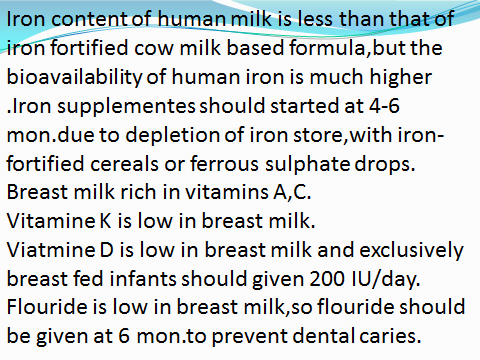 Iron content of human milk is less than that of
iron fortified cow milk based formula,but the
bioavailability of human iron is much higher
.Iron supplementes should started at 4-6
mon.due to depletion of iron store,with iron-
fortified cereals or ferrous sulphate drops.
Breast milk rich in vitamins A,C.
Vitamine K is low in breast milk.
Viatmine D is low in breast milk and exclusively
breast fed infants should given 200 IU/day.
Flouride is low in breast milk,so flouride should
be given at 6 mon.to prevent dental caries.